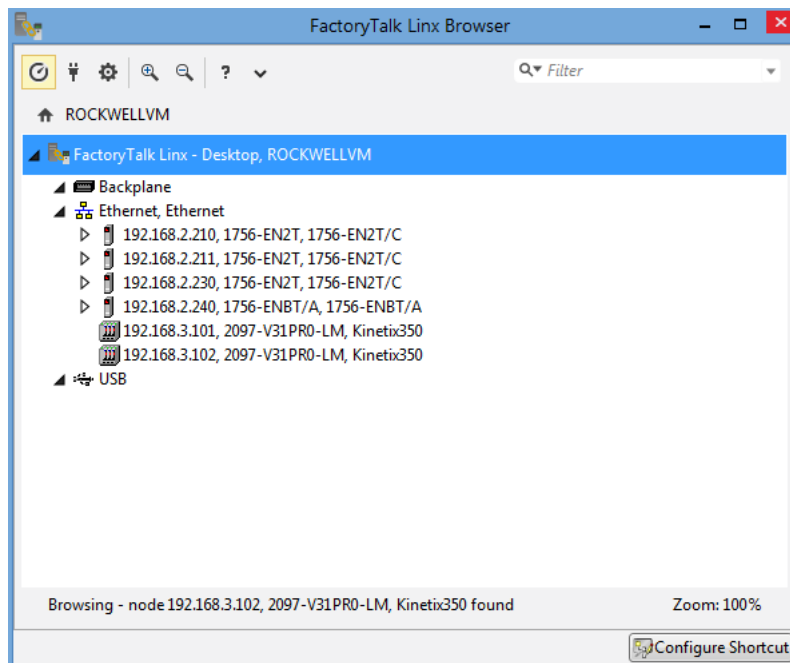 FactoryTalk Linx Browser
? Filter
ROCKWELLVM
FactoryTalk Linx - Desktop, ROCKWELLVM
Backplane
Ethernet, Ethernet
192.168.2.210, 1756-EN2T, 1756-EN2T/C
192.168.2.211, 1756-EN2T, 1756-EN2T/C
192.168.2.230, 1756-EN2T, 1756-EN2T/C
192.168.2.240, 1756-ENBT/A, 1756-ENBT/A
192.168.3.101, 2097-V31PR0-LM, Kinetix350
192.168.3.102, 2097-V31PR0-LM, Kinetix350
USB
Browsing - node 192.168.3.102, 2097-V31PR0-LM, Kinetix350 found Zoom: 100%
Configure Shortcut